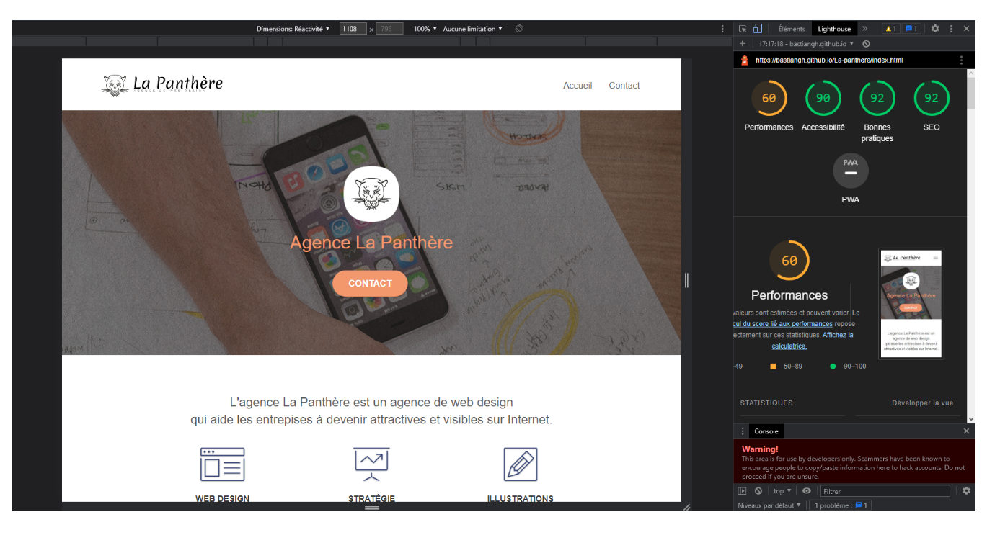 Dimensions: Réactivité ▼ 1108 × 795 100% ▼ Aucune limitation ▼
La Panthère
AGENCE DE WEB DESIGN
Accueil Contact
Agence La Panthère
CONTACT
L'agence La Panthère est un agence de web design
qui aide les entrepises à devenir attractives et visibles sur Internet.
WEB DESIGN STRATÉGIE ILLUSTRATIONS
Éléments Lighthouse » 1 1
+ 17:17:18 - bastiangh.github.io ▼
https://bastiangh.github.io/La-panthere/index.html
60 90 92 92
Performances Accessibilité Bonnes pratiques SEO
PWA
PWA
60
Performances
valeurs sont estimées et peuvent varier. Le
cul du score lié aux performances repose
ectement sur ces statistiques. Affichez la
calculatrice.
-49 50–89 90–100
La Panthère
Agence La Panthère
CONTACT
L'agence La Panthère est un
agence de web design
qui aide les entrepises à devenir
attractives et visibles sur Internet.
STATISTIQUES Développer la vue
Console
Warning!
This area is for use by developers only. Scammers have been known to
encourage people to copy/paste information here to hack accounts. Do not
proceed if you are unsure.
top ▼ Filtrer
Niveaux par défaut ▼ 1 problème : 1